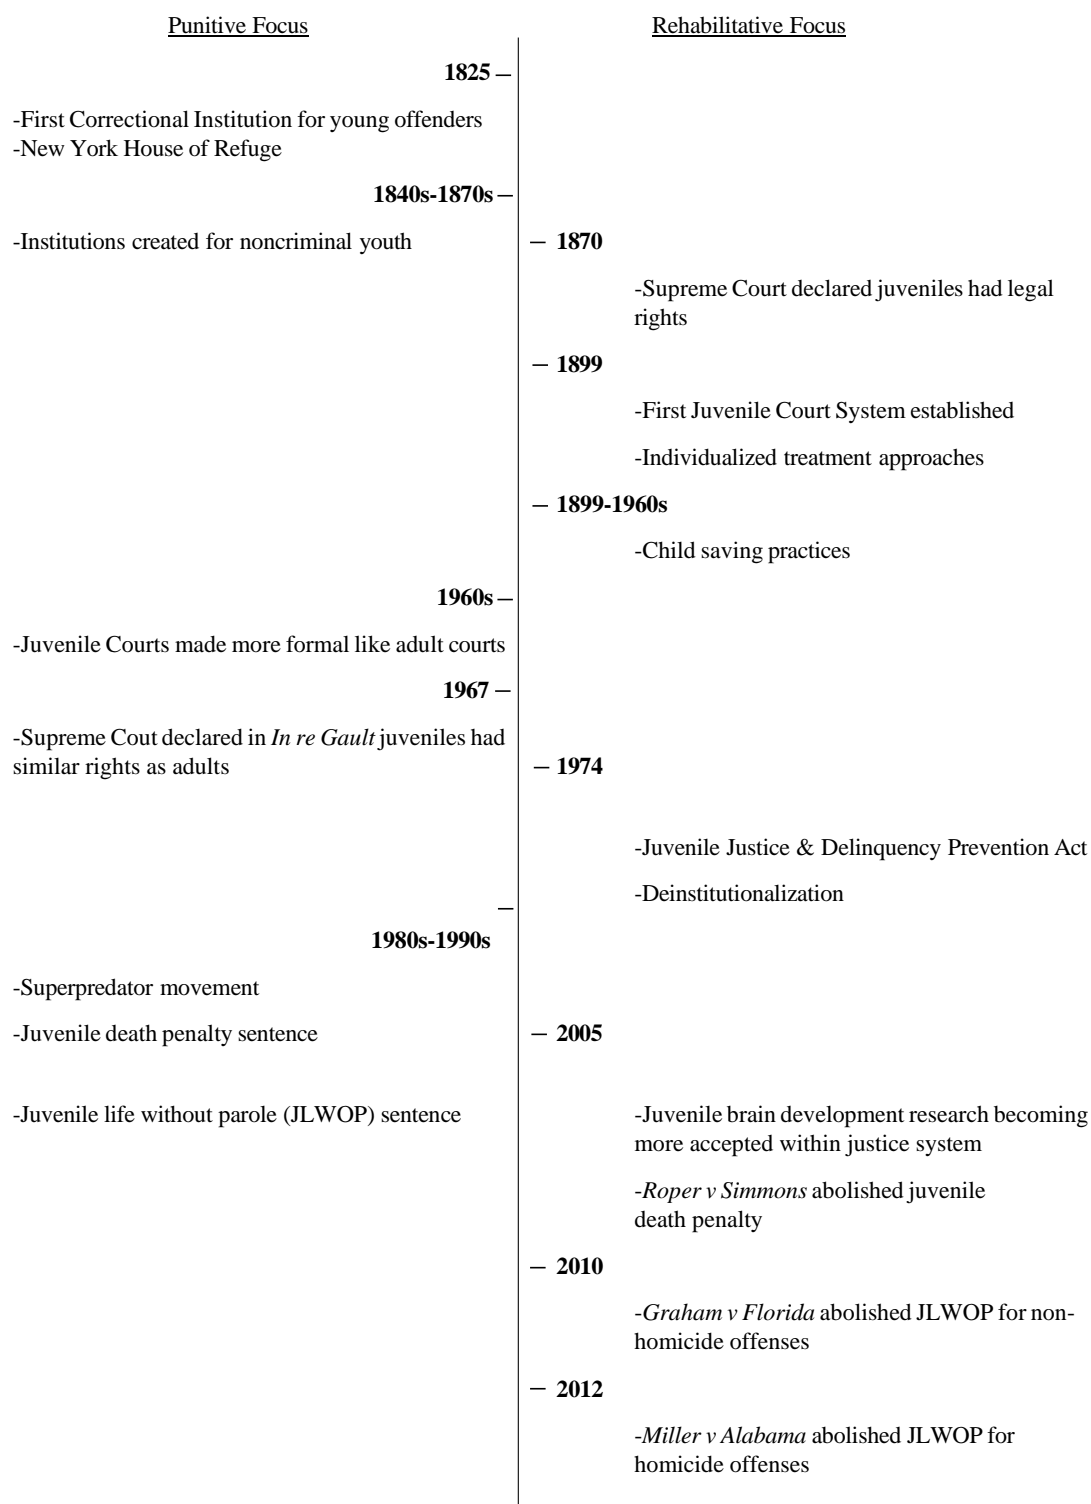 Punitive Focus
Rehabilitative Focus
1825
-First Correctional Institution for young offenders
-New York House of Refuge
1840s-1870s
-Institutions created for noncriminal youth
1870
-Supreme Court declared juveniles had legal
rights
1899
-First Juvenile Court System established
-Individualized treatment approaches
1899-1960s
-Child saving practices
1960s
-Juvenile Courts made more formal like adult courts
1967
-Supreme Cout declared in In re Gault juveniles had
similar rights as adults
1974
-Juvenile Justice & Delinquency Prevention Act
-Deinstitutionalization
1980s-1990s
-Superpredator movement
-Juvenile death penalty sentence
2005
-Juvenile life without parole (JLWOP) sentence
-Juvenile brain development research becoming
more accepted within justice system
-Roper v Simmons abolished juvenile
death penalty
2010
-Graham v Florida abolished JLWOP for non-
homicide offenses
2012
-Miller v Alabama abolished JLWOP for
homicide offenses